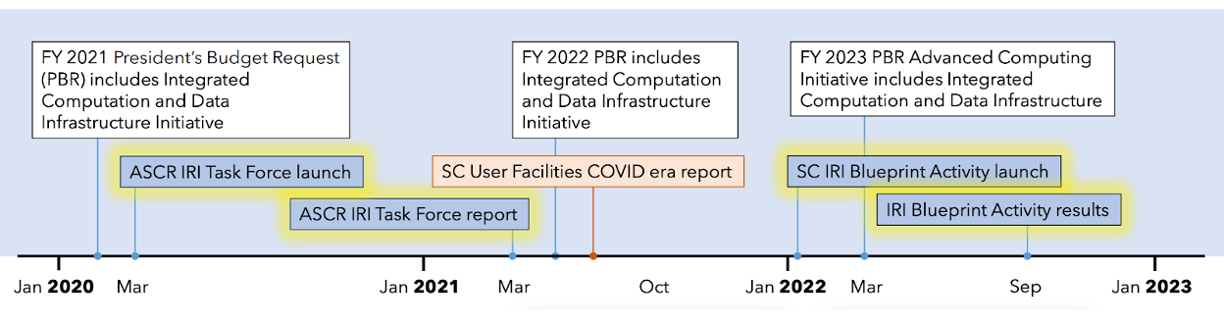 FY 2021 President’s Budget Request
(PBR) includes Integrated
Computation and Data
Infrastructure Initiative
FY 2022 PBR includes
Integrated Computation
and Data Infrastructure
Initiative
FY 2023 PBR Advanced Computing
Initiative includes Integrated
Computation and Data Infrastructure
ASCR IRI Task Force launch
SC User Facilities COVID era report
SC IRI Blueprint Activity launch
ASCR IRI Task Force report
IRI Blueprint Activity results
Jan 2020 Mar Jan 2021 Mar Oct Jan 2022 Mar Sep Jan 2023